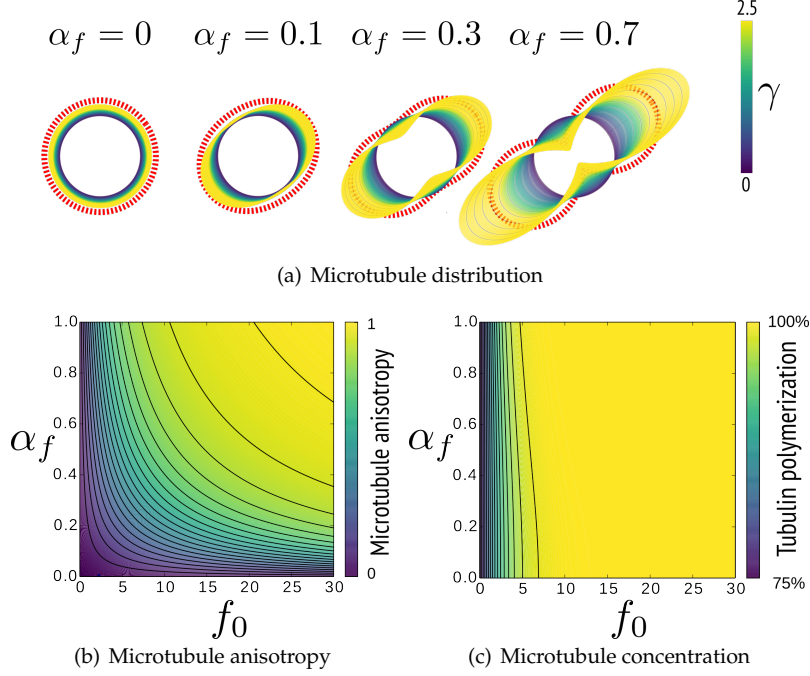 α_f = 0 α_f = 0.1 α_f = 0.3 α_f = 0.7
2.5
γ
0
(a) Microtubule distribution
1.0
0.8
0.6
0.4
0.2
0.0
α_f
0 5 10 15 20 25 30
f_0
1
Microtubule anisotropy
0
(b) Microtubule anisotropy
1.0
0.8
0.6
0.4
0.2
0.0
α_f
0 5 10 15 20 25 30
f_0
100%
Tubulin polymerization
75%
(c) Microtubule concentration